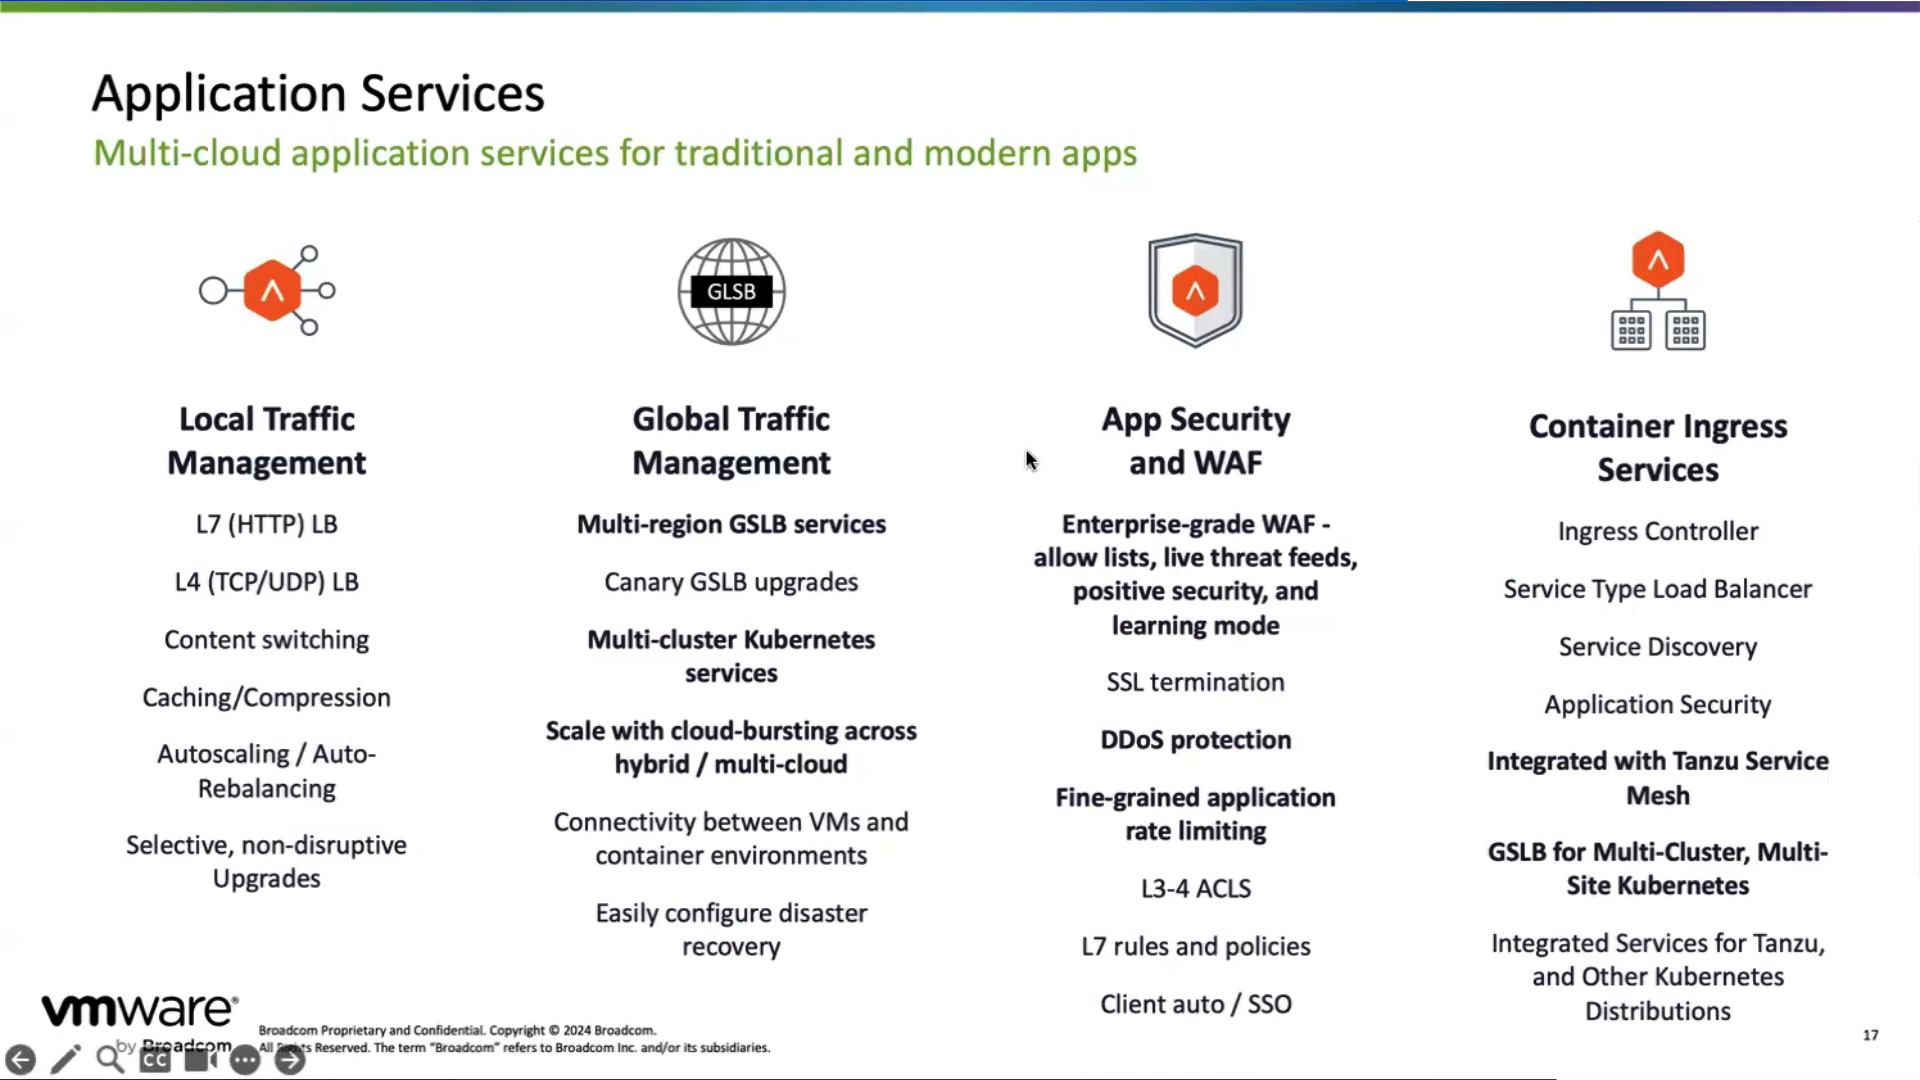 Application Services
Multi-cloud application services for traditional and modern apps
GLSB
Local Traffic
Management
L7 (HTTP) LB
L4 (TCP/UDP) LB
Content switching
Caching/Compression
Autoscaling / Auto-
Rebalancing
Selective, non-disruptive
Upgrades
Global Traffic
Management
Multi-region GSLB services
Canary GSLB upgrades
Multi-cluster Kubernetes
services
Scale with cloud-bursting across
hybrid / multi-cloud
Connectivity between VMs and
container environments
Easily configure disaster
recovery
App Security
and WAF
Enterprise-grade WAF -
allow lists, live threat feeds,
positive security, and
learning mode
SSL termination
DDoS protection
Fine-grained application
rate limiting
L3-4 ACLS
L7 rules and policies
Client auto / SSO
Container Ingress
Services
Ingress Controller
Service Type Load Balancer
Service Discovery
Application Security
Integrated with Tanzu Service
Mesh
GSLB for Multi-Cluster, Multi-
Site Kubernetes
Integrated Services for Tanzu,
and Other Kubernetes
Distributions
vmware®
by Broadcom
Broadcom Proprietary and Confidential. Copyright © 2024 Broadcom.
All Rights Reserved. The term “Broadcom” refers to Broadcom Inc. and/or its subsidiaries.
CC
17